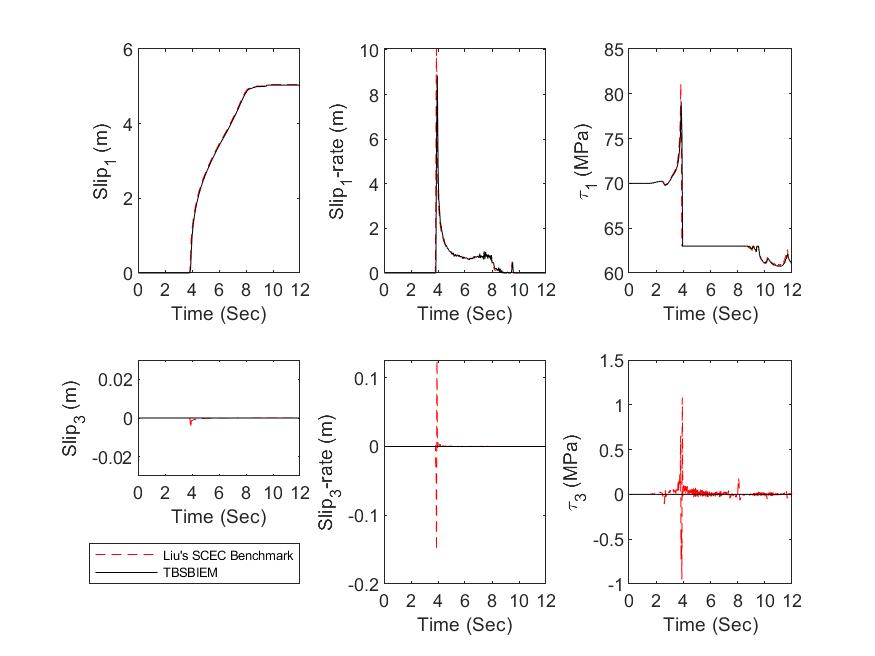 6
4
2
0
Slip1 (m)
0 2 4 6 8 10 12
Time (Sec)
10
8
6
4
2
0
Slip1-rate (m)
0 2 4 6 8 10 12
Time (Sec)
85
80
75
70
65
60
τ1 (MPa)
0 2 4 6 8 10 12
Time (Sec)
0.02
0
-0.02
Slip3 (m)
0 2 4 6 8 10 12
Time (Sec)
Liu's SCEC Benchmark
TBSBIEM
0.1
0
-0.1
-0.2
Slip3-rate (m)
0 2 4 6 8 10 12
Time (Sec)
1.5
1
0.5
0
-0.5
-1
τ3 (MPa)
0 2 4 6 8 10 12
Time (Sec)